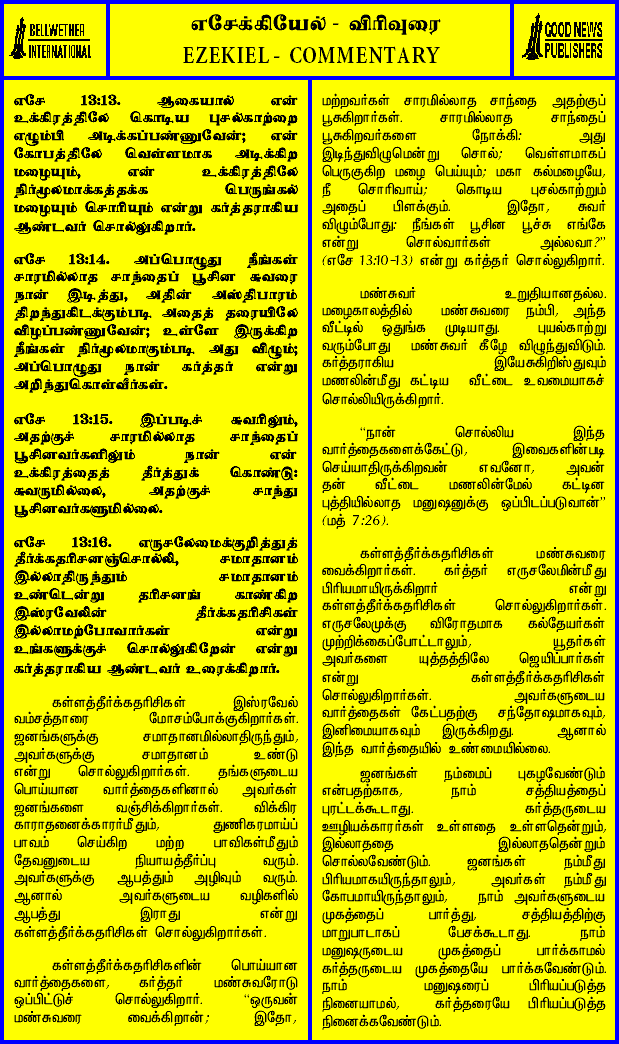 BELLWETHER
INTERNATIONAL
எசேக்கியேல் - விரிவுரை
EZEKIEL - COMMENTARY
GOOD NEWS
PUBLISHERS
எசே 13:13. ஆகையால் என்
உக்கிரத்திலே கொடிய புசல்காற்றை
எழும்பி அடிக்கப்பண்ணுவேன்; என்
கோபத்திலே வெள்ளமாக அடிக்கிற
மழையும், என் உக்கிரத்திலே
நிர்மூலமாக்கத்தக்க பெருங்கல்
மழையும் சொரியும் என்று கர்த்தராகிய
ஆண்டவர் சொல்லுகிறார்.
எசே 13:14. அப்பொழுது நீங்கள்
சாரமில்லாத சாந்தைப் பூசின சுவரை
நான் இடித்து, அதின் அஸ்திபாரம்
திறந்துகிடக்கும்படி அதைத் தரையிலே
விழப்பண்ணுவேன்; உள்ளே இருக்கிற
நீங்கள் நிர்மூலமாகும்படி அது விழும்;
அப்பொழுது நான் கர்த்தர் என்று
அறிந்துகொள்வீர்கள்.
எசே 13:15. இப்படிச் சுவரிலும்,
அதற்குச் சாரமில்லாத சாந்தைப்
பூசினவர்களிலும் நான் என்
உக்கிரத்தைத் தீர்த்துக் கொண்டு:
சுவருமில்லை, அதற்குச் சாந்து
பூசினவர்களுமில்லை.
எசே 13:16. எருசலேமைக்குறித்துத்
தீர்க்கதரிசனஞ்சொல்லி, சமாதானம்
இல்லாதிருந்தும் சமாதானம்
உண்டென்று தரிசனங் காண்கிற
இஸ்ரவேலின் தீர்க்கதரிசிகள்
இல்லாமற்போவார்கள் என்று
உங்களுக்குச் சொல்லுகிறேன் என்று
கர்த்தராகிய ஆண்டவர் உரைக்கிறார்.
கள்ளத்தீர்க்கதரிசிகள் இஸ்ரவேல்
வம்சத்தாரை மோசம்போக்குகிறார்கள்.
ஜனங்களுக்கு சமாதானமில்லாதிருந்தும்,
அவர்களுக்கு சமாதானம் உண்டு
என்று சொல்லுகிறார்கள். தங்களுடைய
பொய்யான வார்த்தைகளினால் அவர்கள்
ஜனங்களை வஞ்சிக்கிறார்கள். விக்கிர
காராதனைக்காரர்மீதும், துணிகரமாய்ப்
பாவம் செய்கிற மற்ற பாவிகள்மீதும்
தேவனுடைய நியாயத்தீர்ப்பு வரும்.
அவர்களுக்கு ஆபத்தும் அழிவும் வரும்.
ஆனால் அவர்களுடைய வழிகளில்
ஆபத்து இராது என்று
கள்ளத்தீர்க்கதரிசிகள் சொல்லுகிறார்கள்.
கள்ளத்தீர்க்கதரிசிகளின் பொய்யான
வார்த்தைகளை, கர்த்தர் மண்சுவரோடு
ஒப்பிட்டுச் சொல்லுகிறார். “ஒருவன்
மண்சுவரை வைக்கிறான்; இதோ,
மற்றவர்கள் சாரமில்லாத சாந்தை அதற்குப்
பூசுகிறார்கள். சாரமில்லாத சாந்தைப்
பூசுகிறவர்களை நோக்கி: அது
இடிந்துவிழுமென்று சொல்; வெள்ளமாகப்
பெருகுகிற மழை பெய்யும்; மகா கல்மழையே,
நீ சொரிவாய்; கொடிய புசல்காற்றும்
அதைப் பிளக்கும். இதோ, சுவர்
விழும்போது: நீங்கள் பூசின பூச்சு எங்கே
என்று சொல்வார்கள் அல்லவா?”
(எசே 13:10-13) என்று கர்த்தர் சொல்லுகிறார்.
மண்சுவர் உறுதியானதல்ல.
மழைகாலத்தில் மண்சுவரை நம்பி, அந்த
வீட்டில் ஒதுங்க முடியாது. புயல்காற்று
வரும்போது மண்சுவர் கீழே விழுந்துவிடும்.
கர்த்தராகிய இயேசுகிறிஸ்துவும்
மணலின்மீது கட்டிய வீட்டை உவமையாகச்
சொல்லியிருக்கிறார்.
“நான் சொல்லிய இந்த
வார்த்தைகளைக்கேட்டு, இவைகளின்படி
செய்யாதிருக்கிறவன் எவனோ, அவன்
தன் வீட்டை மணலின்மேல் கட்டின
புத்தியில்லாத மனுஷனுக்கு ஒப்பிடப்படுவான்”
(மத் 7:26).
கள்ளத்தீர்க்கதரிசிகள் மண்சுவரை
வைக்கிறார்கள். கர்த்தர் எருசலேமின்மீது
பிரியமாயிருக்கிறார் என்று
கள்ளத்தீர்க்கதரிசிகள் சொல்லுகிறார்கள்.
எருசலேமுக்கு விரோதமாக கல்தேயர்கள்
முற்றிக்கைப்போட்டாலும், யூதர்கள்
அவர்களை யுத்தத்திலே ஜெயிப்பார்கள்
என்று கள்ளத்தீர்க்கதரிசிகள்
சொல்லுகிறார்கள். அவர்களுடைய
வார்த்தைகள் கேட்பதற்கு சந்தோஷமாகவும்,
இனிமையாகவும் இருக்கிறது. ஆனால்
இந்த வார்த்தையில் உண்மையில்லை.
ஜனங்கள் நம்மைப் புகழவேண்டும்
என்பதற்காக, நாம் சத்தியத்தைப்
புரட்டக்கூடாது. கர்த்தருடைய
ஊழியக்காரர்கள் உள்ளதை உள்ளதென்றும்,
இல்லாததை இல்லாததென்றும்
சொல்லவேண்டும். ஜனங்கள் நம்மீது
பிரியமாகயிருந்தாலும், அவர்கள் நம்மீது
கோபமாயிருந்தாலும், நாம் அவர்களுடைய
முகத்தைப் பார்த்து, சத்தியத்திற்கு
மாறுபாடாகப் பேசக்கூடாது. நாம்
மனுஷருடைய முகத்தைப் பார்க்காமல்
கர்த்தருடைய முகத்தையே பார்க்கவேண்டும்.
நாம் மனுஷரைப் பிரியப்படுத்த
நினையாமல், கர்த்தரையே பிரியப்படுத்த
நினைக்கவேண்டும்.